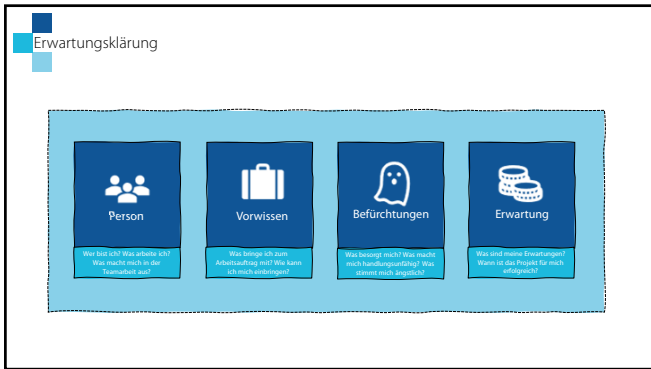 Erwartungsklärung
Person
Wer bist ich? Was arbeite ich?
Was macht mich in der
Teamarbeit aus?
Vorwissen
Was bringe ich zum
Arbeitsauftrag mit? Wie kann
ich mich einbringen?
Befürchtungen
Was besorgt mich? Was macht
mich handlungsunfähig? Was
stimmt mich ängstlich?
Erwartung
Was sind meine Erwartungen?
Wann ist das Projekt für mich
erfolgreich?